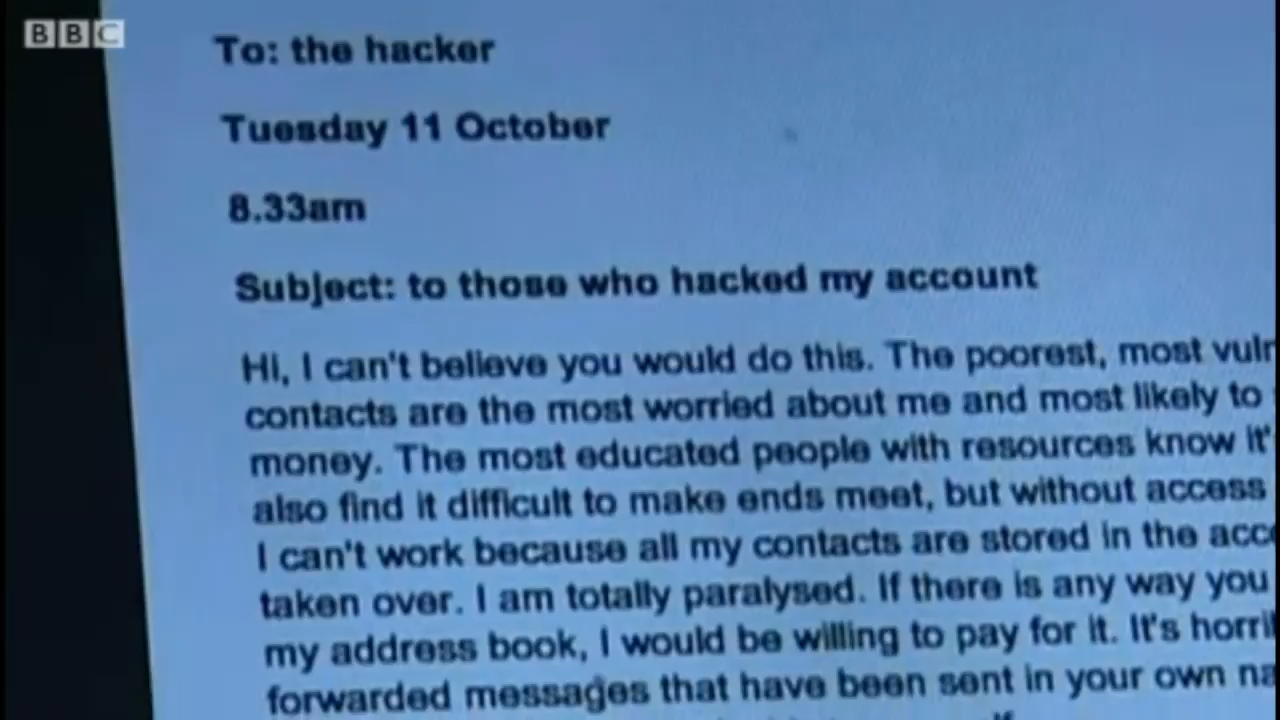 BBC
To: the hacker
Tuesday 11 October
8.33am
Subject: to those who hacked my account
Hi, I can't believe you would do this. The poorest, most
contacts are the most worried about me and most likely to
money. The most educated people with resources know
also find it difficult to make ends meet, but without access
I can't work because all my contacts are stored in the
taken over. I am totally paralysed. If there is any way you
my address book, I would be willing to pay for it. It's
forwarded messages that have been sent in your own